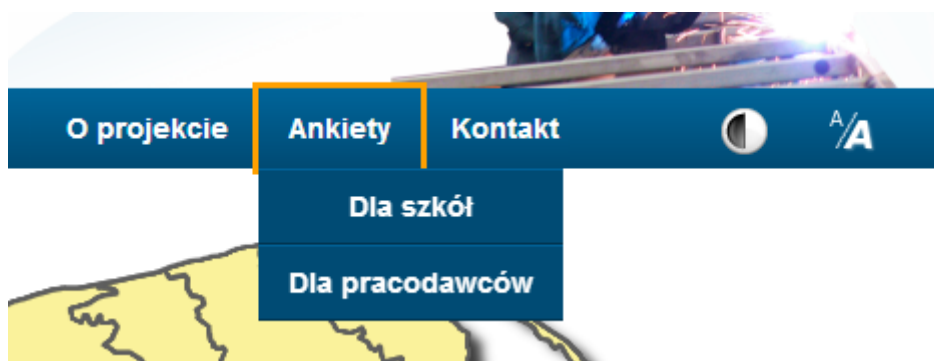 O projekcie Ankiety Kontakt A/A
Dla szkół
Dla pracodawców